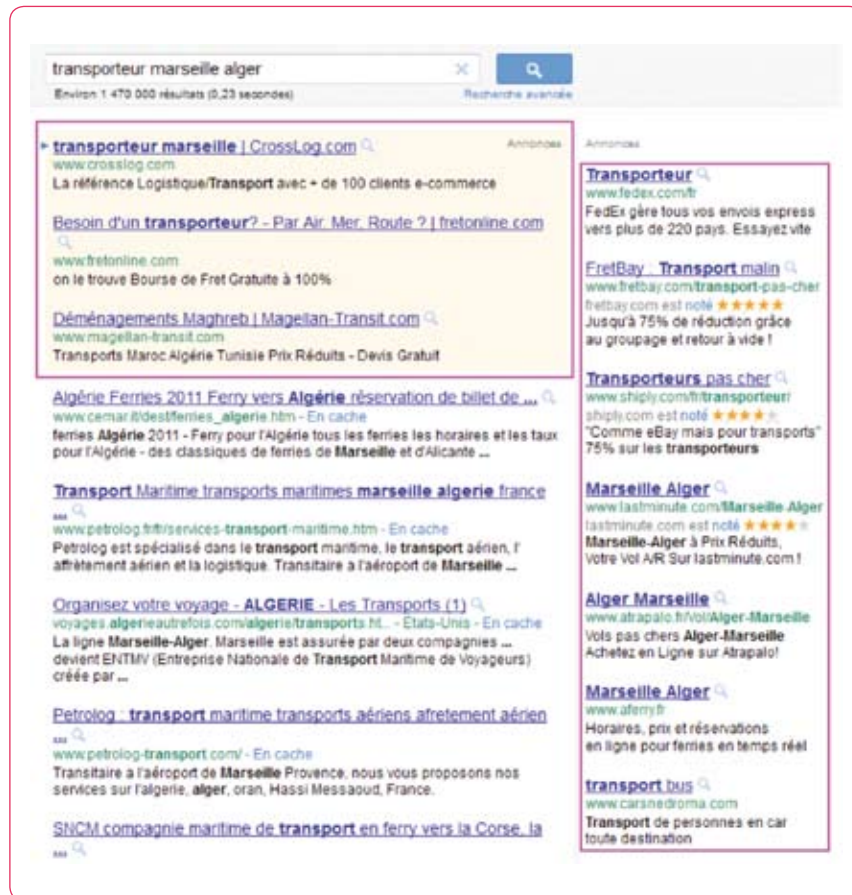 transporteur marseille alger
Environ 1 470 000 résultats (0,23 secondes)
Recherche avancée
transporteur marseille | CrossLog.com
Annonces
www.crosslog.com
La référence Logistique/Transport avec + de 100 clients e-commerce
Besoin d'un transporteur? - Par Air. Mer. Route ? | fretonline.com
www.fretonline.com
on le trouve Bourse de Fret Gratuite à 100%
Déménagements Maghreb | Magellan-Transit.com
www.magellan-transit.com
Transports Maroc Algérie Tunisie Prix Réduits - Devis Gratuit
Algérie Ferries 2011 Ferry vers Algérie réservation de billet de ...
www.cemar.it/dest/ferries_algerie.htm - En cache
ferries Algérie 2011 - Ferry pour l'Algérie tous les ferries les horaires et les taux
pour l'Algérie - des classiques de ferries de Marseille et d'Alicante ...
Transport Maritime transports maritimes marseille algerie france
...
www.petrolog.fr/fr/services-transport-maritime.htm - En cache
Petrolog est spécialisé dans le transport maritime, le transport aérien, l'
affrètement aérien et la logistique. Transitaire a l'aéroport de Marseille ...
Organisez votre voyage - ALGERIE - Les Transports (1)
voyages.algerieautrefois.com/algerie/transports.ht... - États-Unis - En cache
La ligne Marseille-Alger. Marseille est assurée par deux compagnies ...
devient ENTMV (Entreprise Nationale de Transport Maritime de Voyageurs)
créée par ...
Petrolog : transport maritime transports aériens afretement aérien
...
www.petrolog-transport.com/ - En cache
Transitaire a l'aéroport de Marseille Provence, nous vous proposons nos
services sur l'algerie, alger, oran, Hassi Messaoud, France.
SNCM compagnie maritime de transport en ferry vers la Corse, la
...
Annonces
Transporteur
www.fedex.com/fr
FedEx gère tous vos envois express
vers plus de 220 pays. Essayez vite
FretBay : Transport malin
www.fretbay.com/transport-pas-cher
fretbay.com est noté ★★★★★
Jusqu'à 75% de réduction grâce
au groupage et retour à vide !
Transporteurs pas cher
www.shiply.com/fr/transporteur/
shiply.com est noté ★★★★★
"Comme eBay mais pour transports"
75% sur les transporteurs
Marseille Alger
www.lastminute.com/Marseille-Alger
lastminute.com est noté ★★★★★
Marseille-Alger à Prix Réduits,
Votre Vol A/R Sur lastminute.com !
Alger Marseille
www.atrapalo.fr/Vol/Alger-Marseille
Vols pas chers Alger-Marseille
Achetez en Ligne sur Atrapalo!
Marseille Alger
www.aferry.fr
Horaires, prix et réservations
en ligne pour ferries en temps réel
transport bus
www.carsnedroma.com
Transport de personnes en car
toute destination